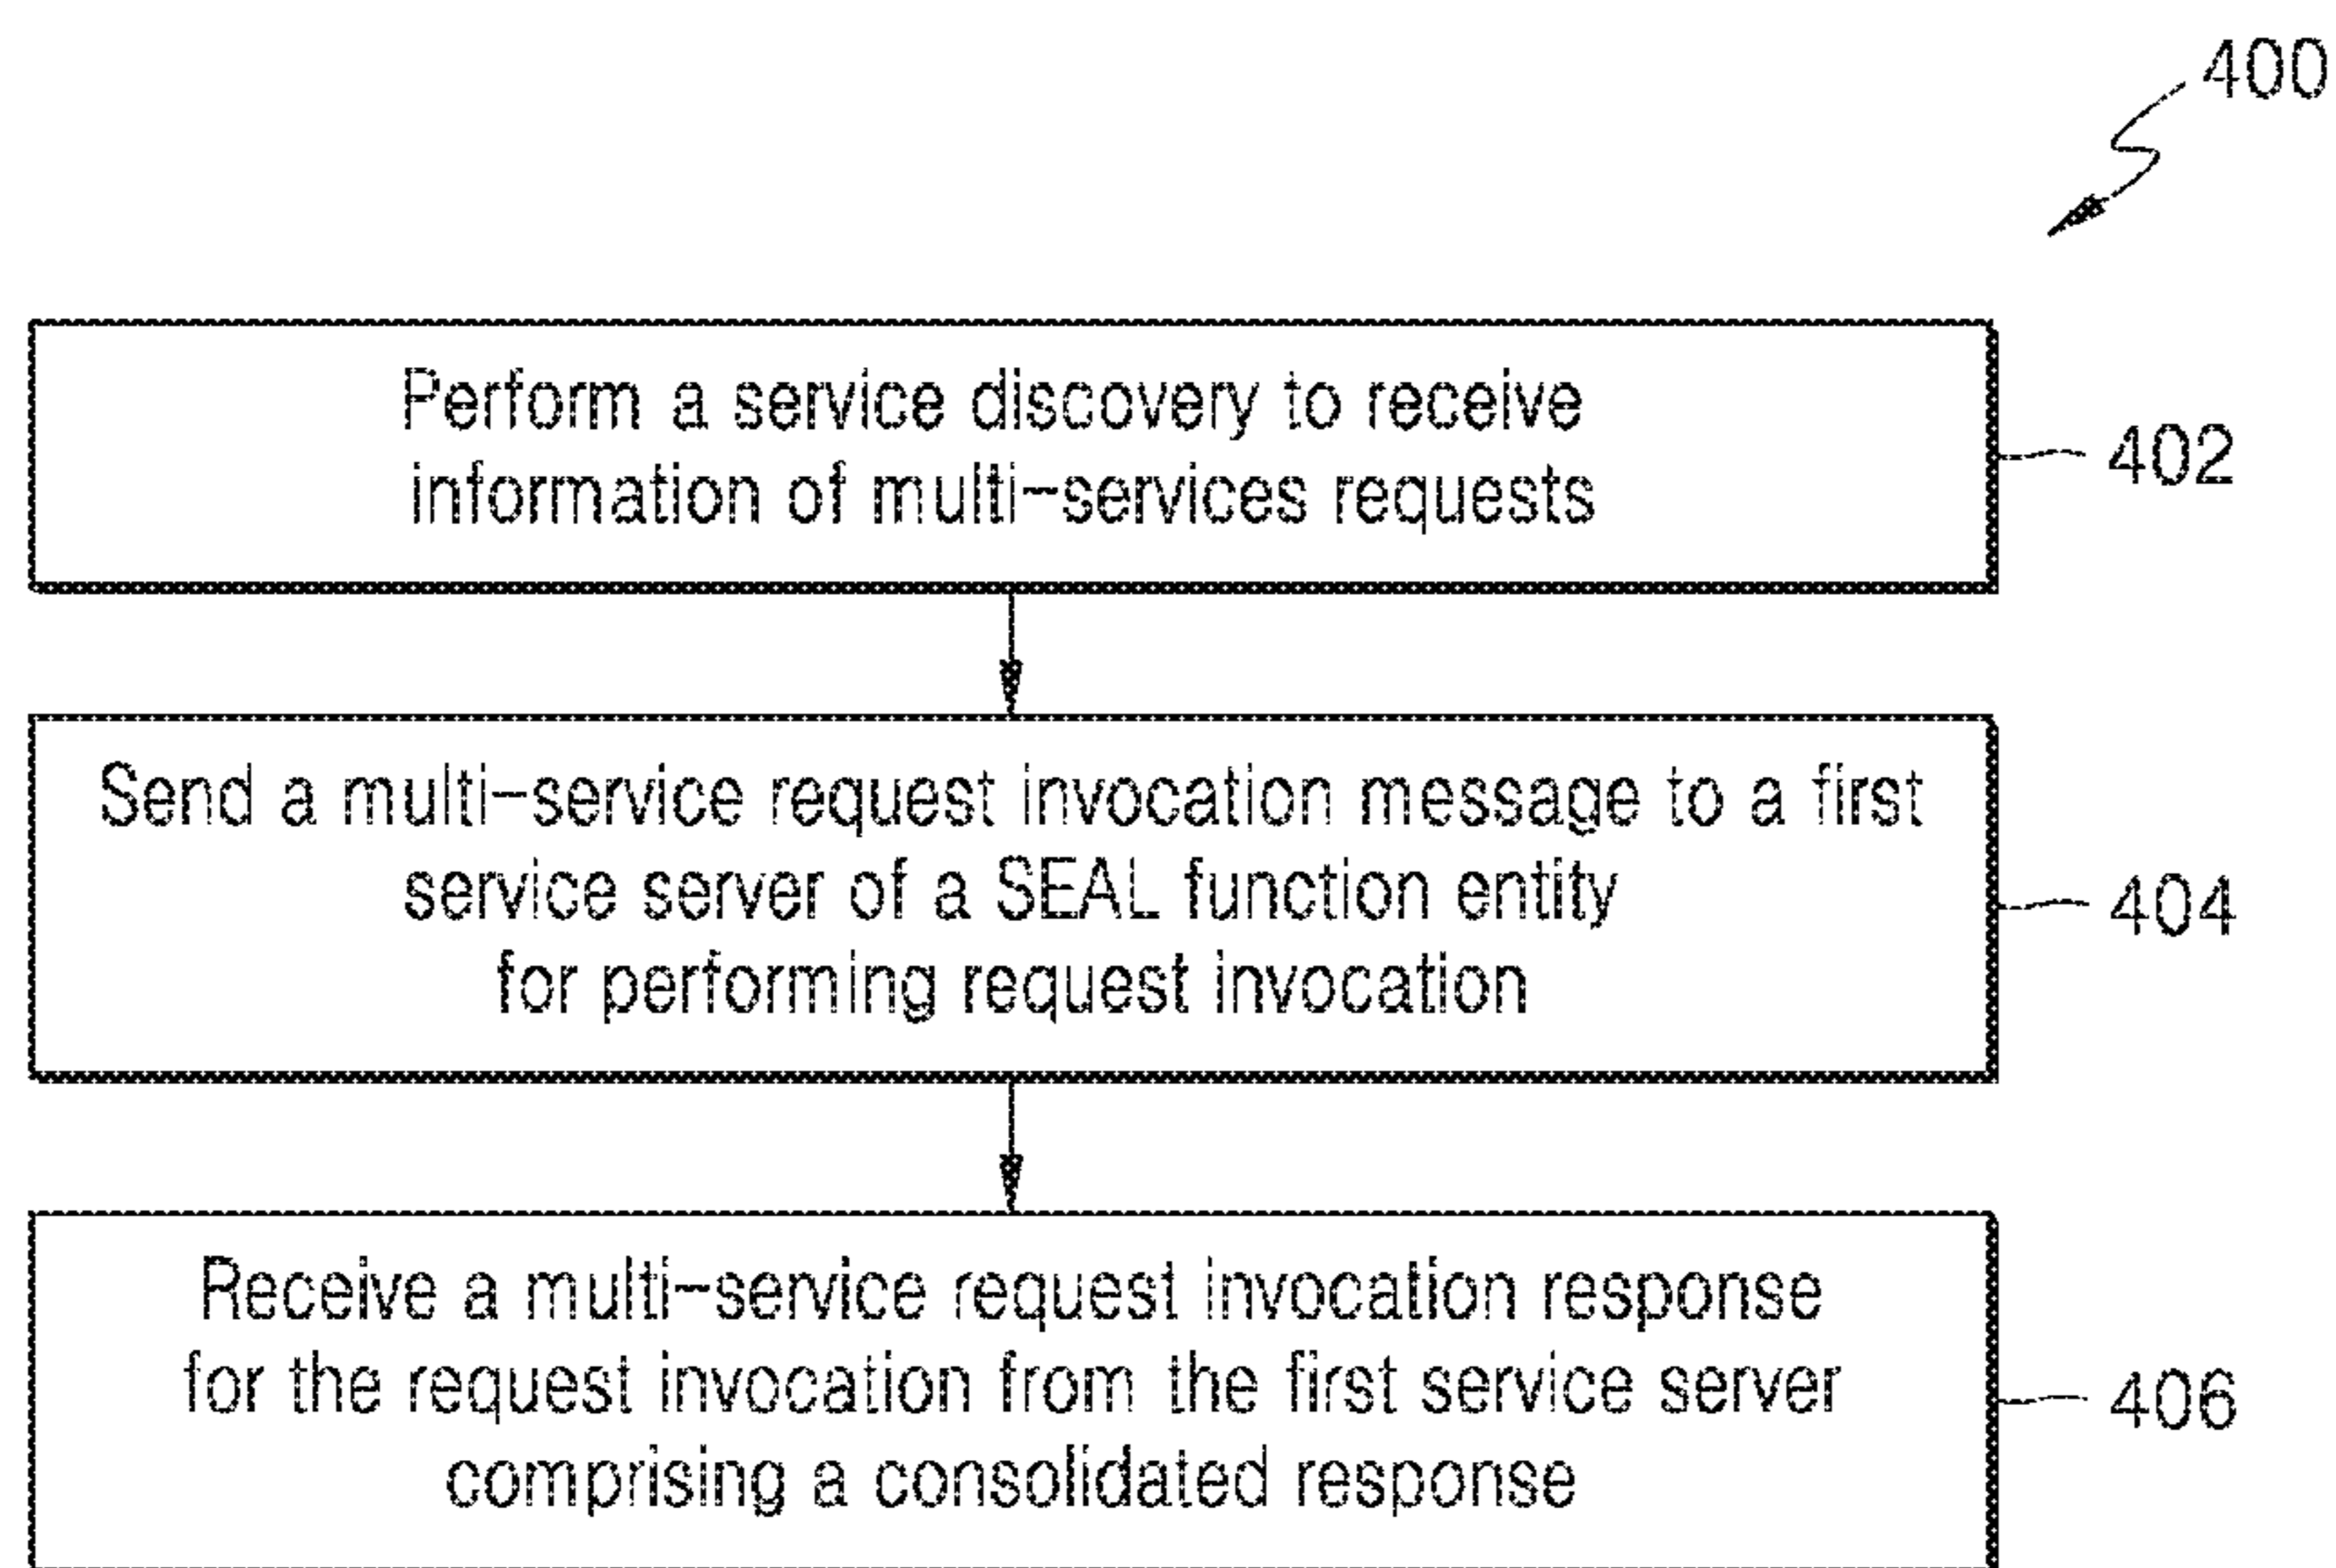 400
Perform a service discovery to receive
information of multi-services requests
402
Send a multi-service request invocation message to a first
service server of a SEAL function entity
for performing request invocation
404
Receive a multi-service request invocation response
for the request invocation from the first service server
comprising a consolidated response
406